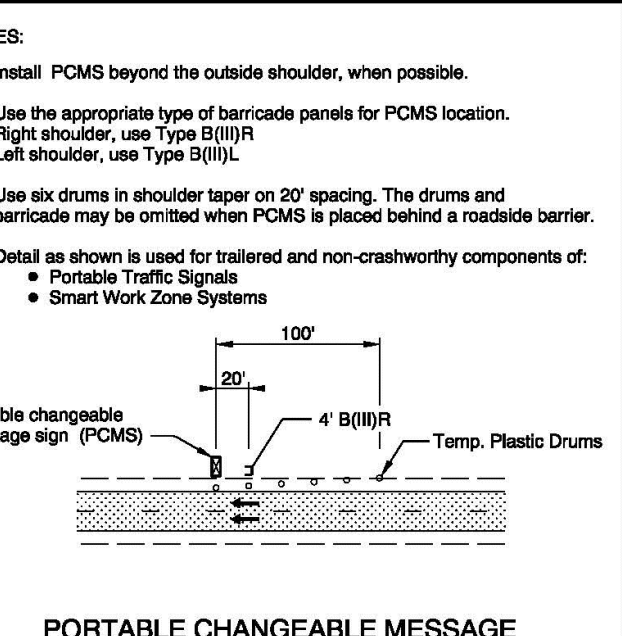 ES:
nstall PCMS beyond the outside shoulder, when possible.
Use the appropriate type of barricade panels for PCMS location.
Right shoulder, use Type B(III)R
Left shoulder, use Type B(III)L
Use six drums in shoulder taper on 20' spacing. The drums and
barricade may be omitted when PCMS is placed behind a roadside barrier.
Detail as shown is used for trailered and non-crashworthy components of:
● Portable Traffic Signals
● Smart Work Zone Systems
100'
20'
ble changeable
age sign (PCMS)
4' B(III)R
Temp. Plastic Drums
PORTABLE CHANGEABLE MESSAGE